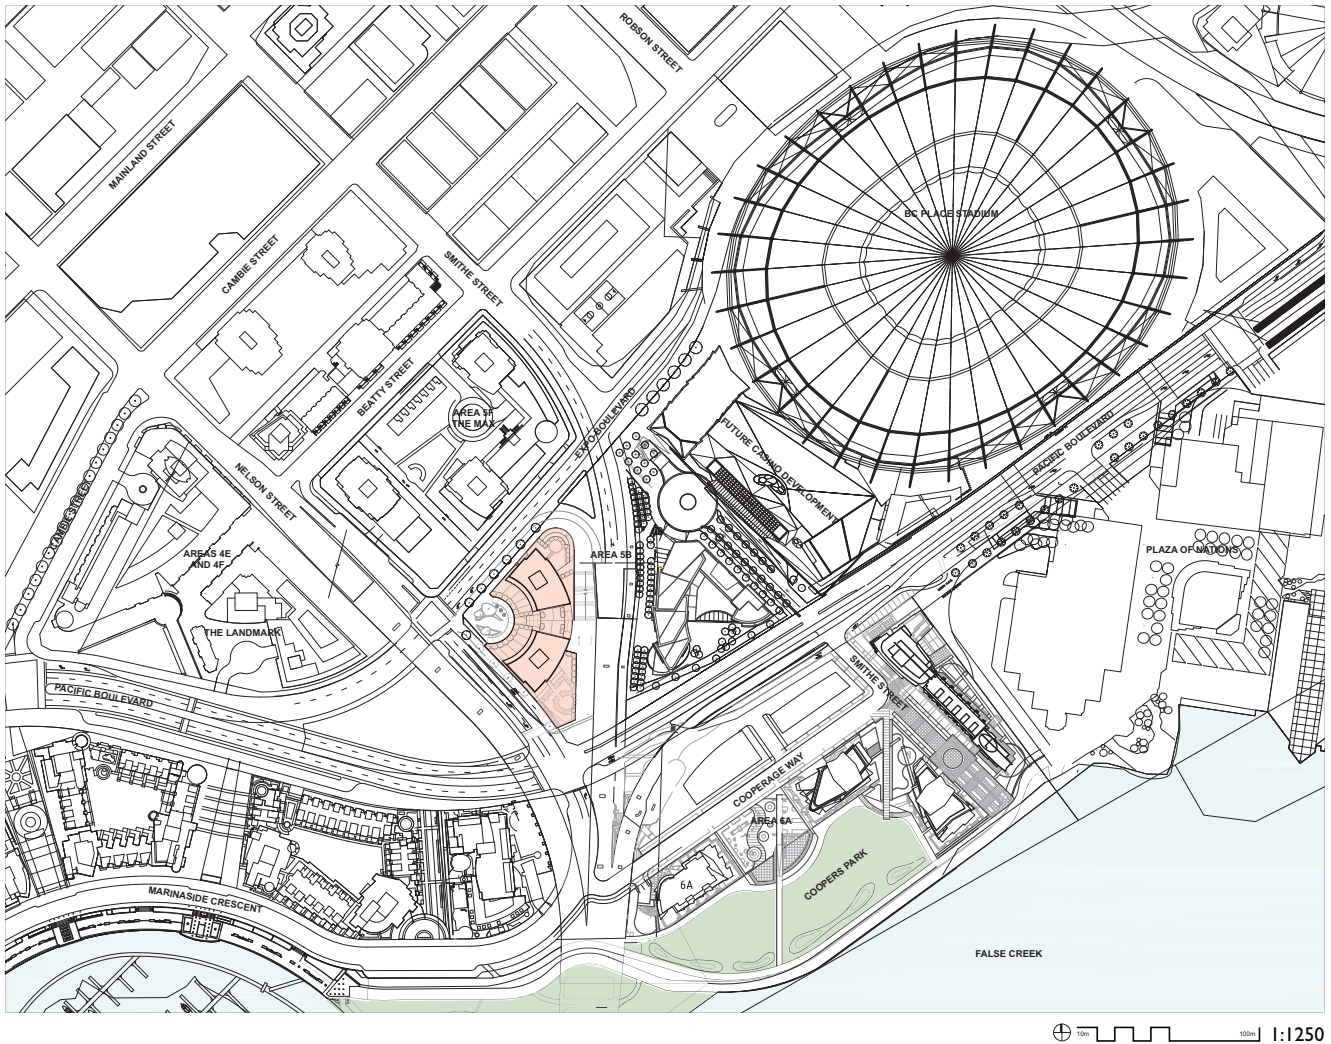 ROBSON STREET
MAINLAND STREET
BC PLACE STADIUM
CAMBIE STREET
SMITHE STREET
BEATTY STREET
AREA 5F
THE MAX
EXPO BOULEVARD
FUTURE CASINO DEVELOPMENT
PACIFIC BOULEVARD
NELSON STREET
AREAS 4E
AND 4F
AREA 5B
PLAZA OF NATIONS
THE LANDMARK
PACIFIC BOULEVARD
SMITHE STREET
COOPERAGE WAY
AREA 6A
6A
COOPERS PARK
MARINASIDE CRESCENT
FALSE CREEK
10m 100m 1:1250